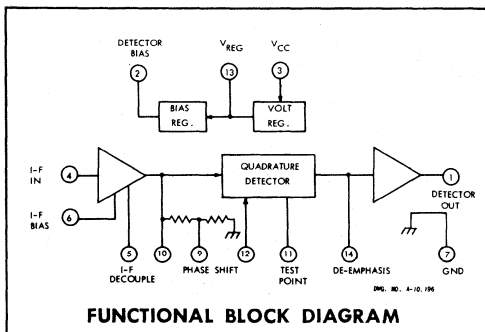 DETECTOR
BIAS
VREG
VCC
2
13
3
BIAS
REG.
VOLT
REG.
I-F
IN
4
QUADRATURE
DETECTOR
1
DETECTOR
OUT
I-F
BIAS
6
5
10
9
12
11
14
7
I-F
DECOUPLE
PHASE SHIFT
TEST
POINT
DE-EMPHASIS
GND
DWG. NO. A-10,196
FUNCTIONAL BLOCK DIAGRAM